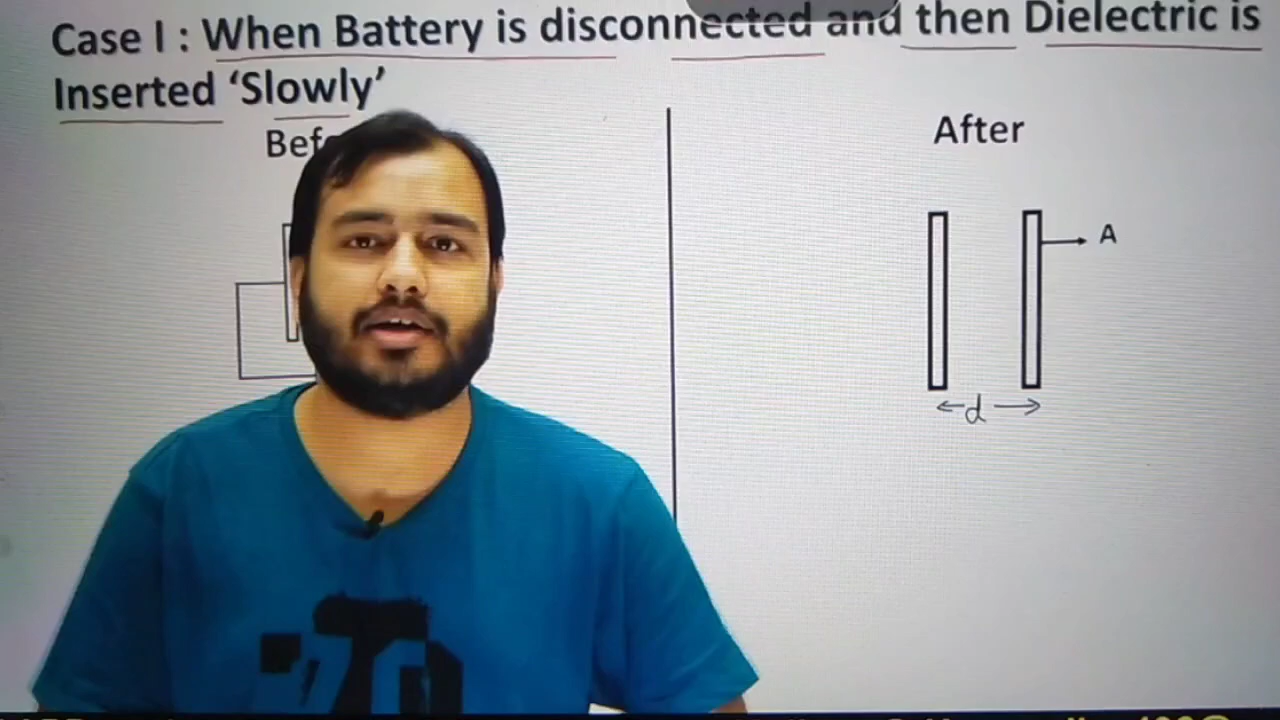 Case I : When Battery is disconnected and then Dielectric is
Inserted ‘Slowly’
After
A
d